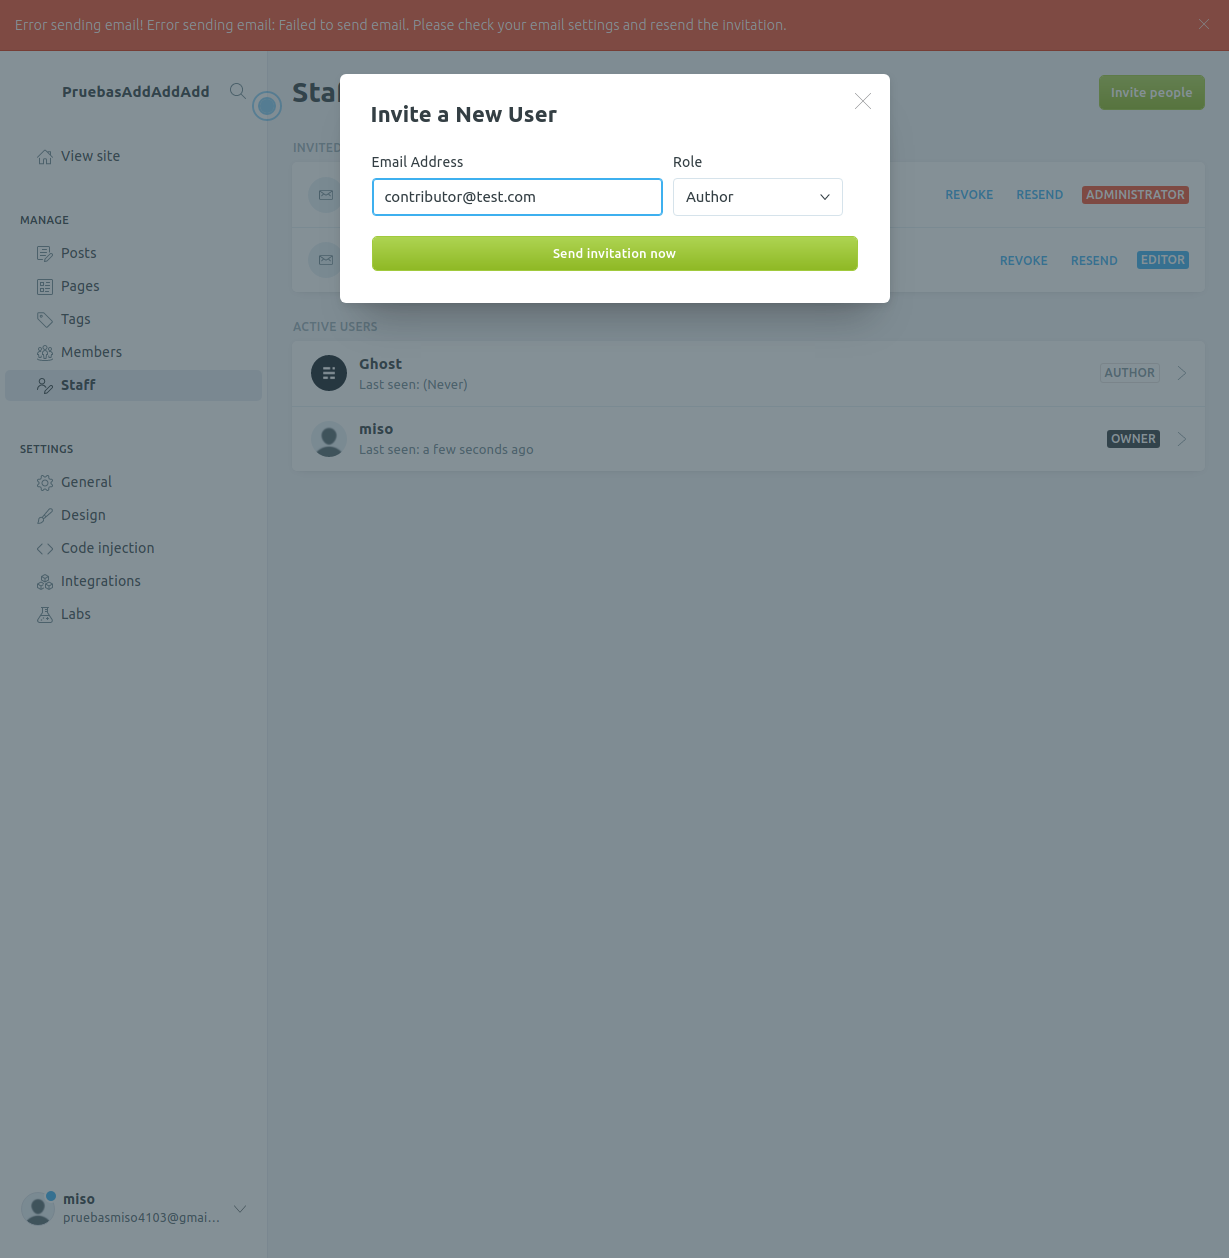 Error sending email! Error sending email: Failed to send email. Please check your email settings and resend the invitation.
PruebasAddAddAdd
View site
MANAGE
Posts
Pages
Tags
Members
Staff
SETTINGS
General
Design
Code injection
Integrations
Labs
miso
pruebasmiso4103@gmai...
Invite people
INVITED
REVOKE RESEND ADMINISTRATOR
REVOKE RESEND EDITOR
Invite a New User
Email Address Role
contributor@test.com Author
Send invitation now
ACTIVE USERS
Ghost
Last seen: (Never)
AUTHOR
miso
Last seen: a few seconds ago
OWNER